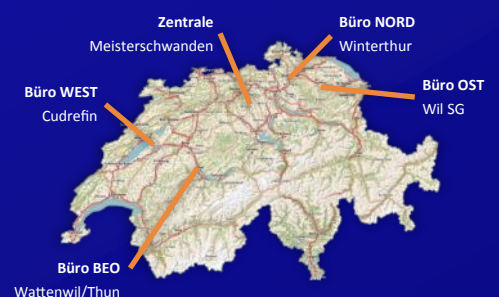 Zentrale
Meisterschwanden
Büro NORD
Winterthur
Büro WEST
Cudrefin
Büro OST
Wil SG
Büro BEO
Wattenwil/Thun